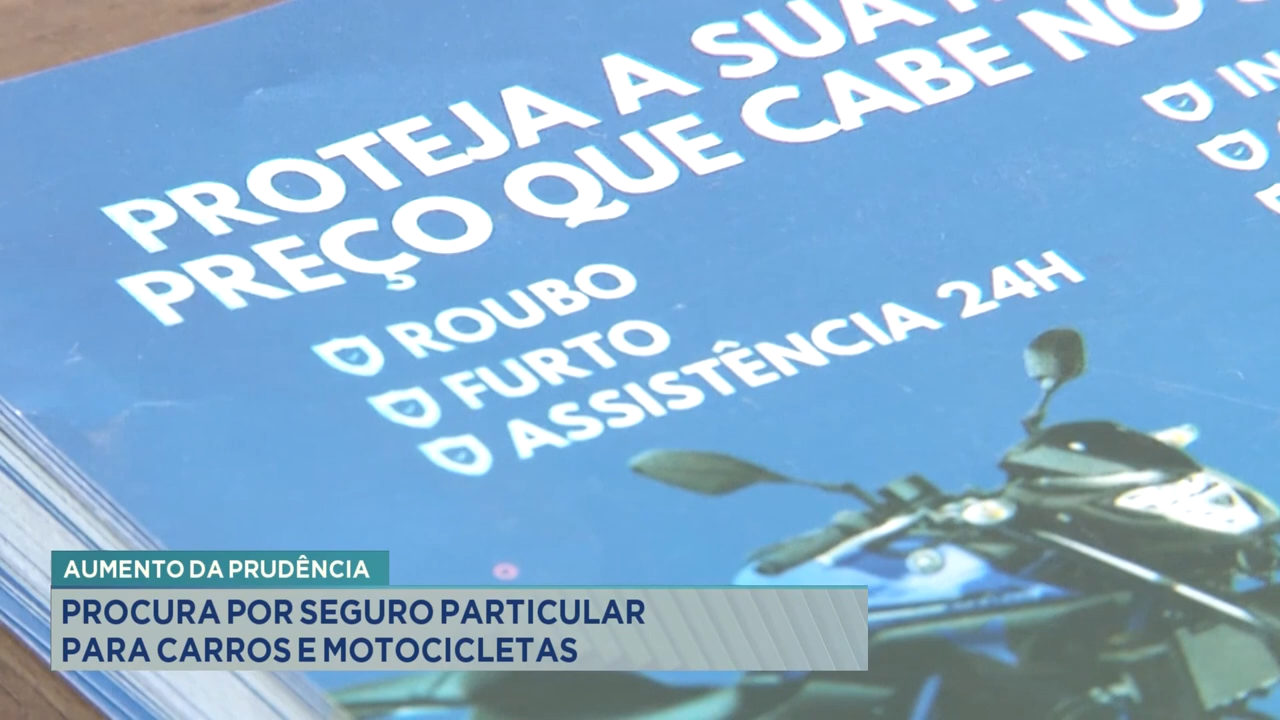 PROTEJA A SUA
PREÇO QUE CABE NO
ROUBO
FURTO
ASSISTÊNCIA 24H
AUMENTO DA PRUDÊNCIA
PROCURA POR SEGURO PARTICULAR
PARA CARROS E MOTOCICLETAS